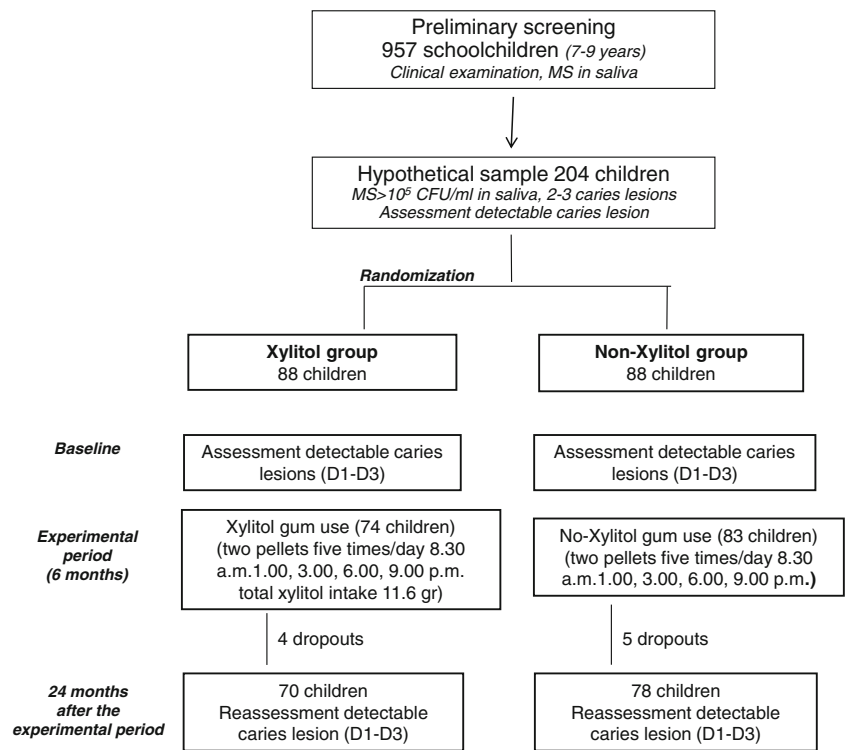 Preliminary screening
957 schoolchildren (7-9 years)
Clinical examination, MS in saliva
Hypothetical sample 204 children
MS>10⁵ CFU/ml in saliva, 2-3 caries lesions
Assessment detectable caries lesion
Randomization
Xylitol group
88 children
Non-Xylitol group
88 children
Baseline
Assessment detectable caries
lesions (D1-D3)
Assessment detectable caries
lesions (D1-D3)
Experimental
period
(6 months)
Xylitol gum use (74 children)
(two pellets five times/day 8.30
a.m.1.00, 3.00, 6.00, 9.00 p.m.
total xylitol intake 11.6 gr)
No-Xylitol gum use (83 children)
(two pellets five times/day 8.30
a.m.1.00, 3.00, 6.00, 9.00 p.m.)
4 dropouts
5 dropouts
24 months
after the
experimental period
70 children
Reassessment detectable
caries lesion (D1-D3)
78 children
Reassessment detectable
caries lesion (D1-D3)